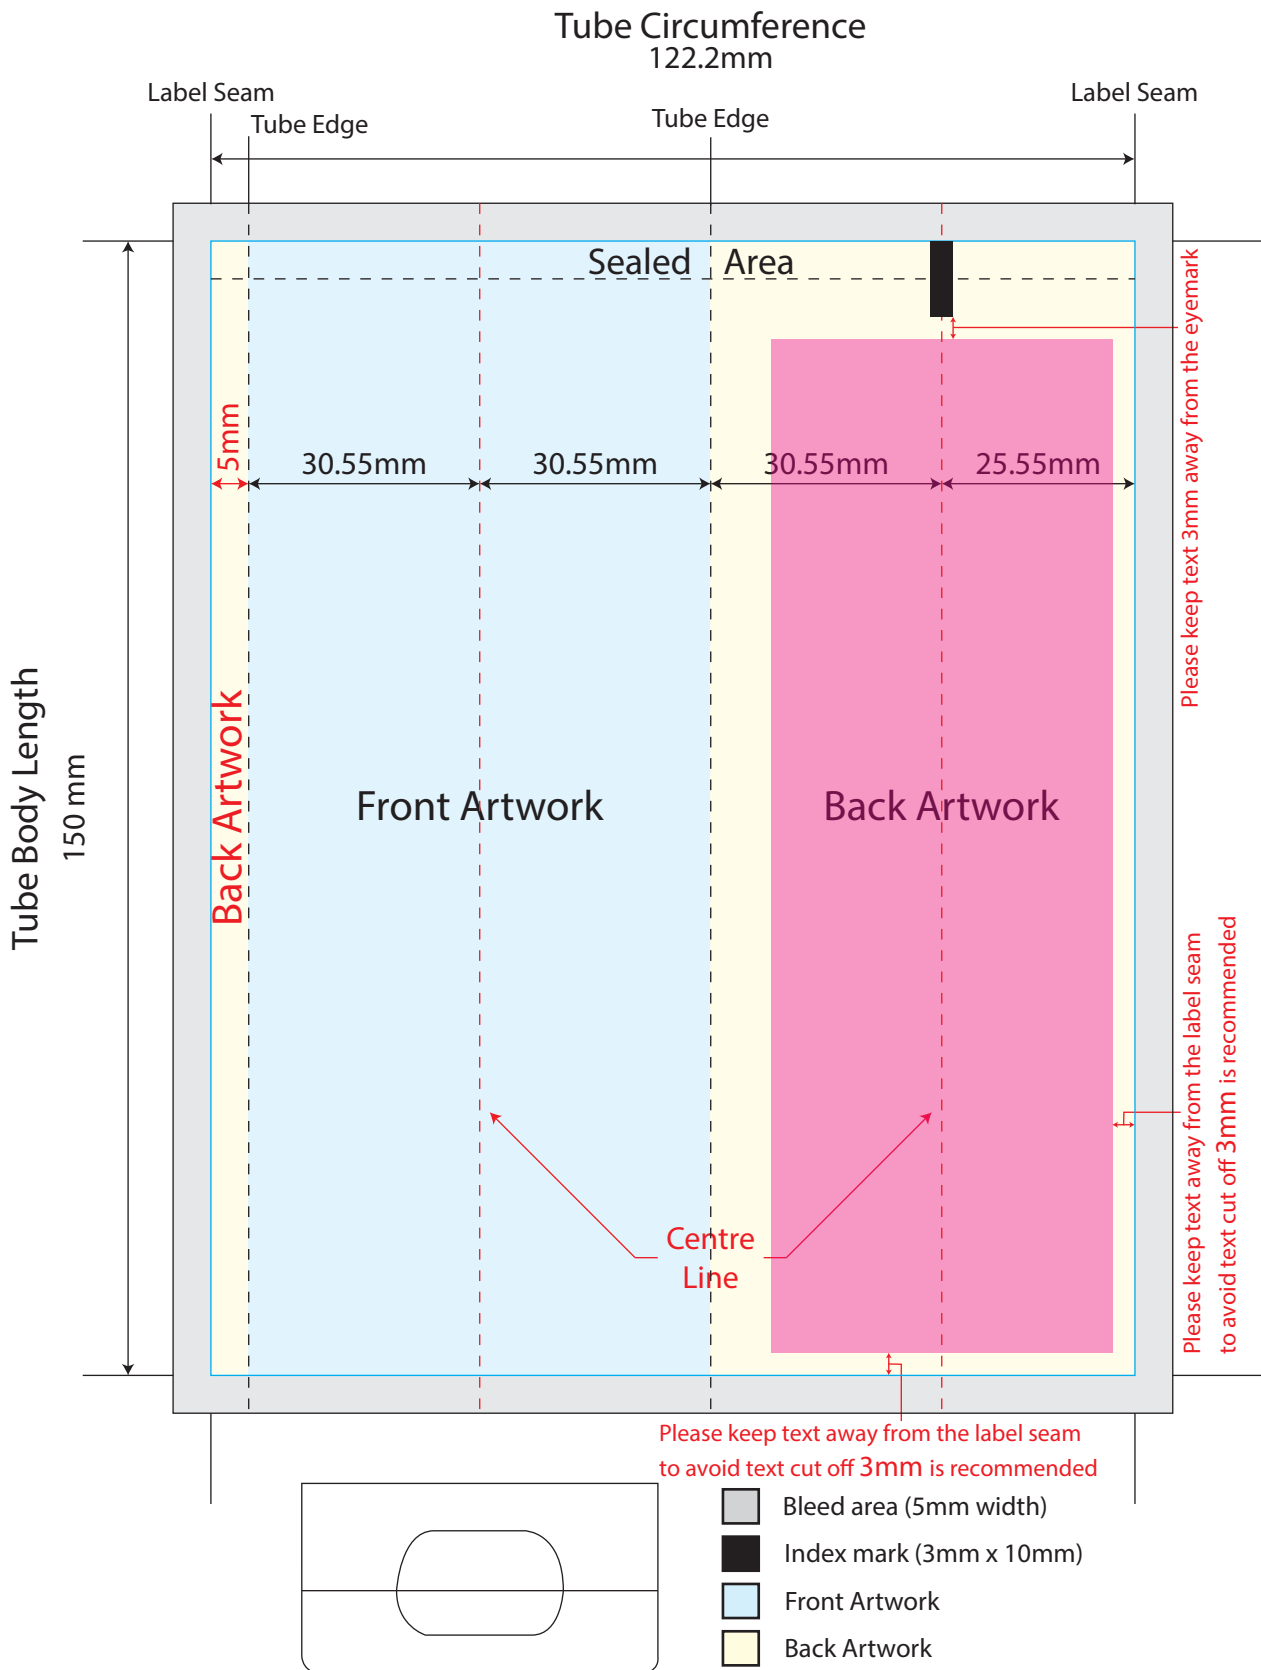 Tube Circumference
122.2mm
Label Seam
Label Seam
Tube Edge
Tube Edge
Sealed Area
Please keep text 3mm away from the eyemark
5mm
30.55mm
30.55mm
30.55mm
25.55mm
Tube Body Length
150 mm
Back Artwork
Front Artwork
Back Artwork
Please keep text away from the label seam
to avoid text cut off 3mm is recommended
Centre
Line
Please keep text away from the label seam
to avoid text cut off 3mm is recommended
Bleed area (5mm width)
Index mark (3mm x 10mm)
Front Artwork
Back Artwork